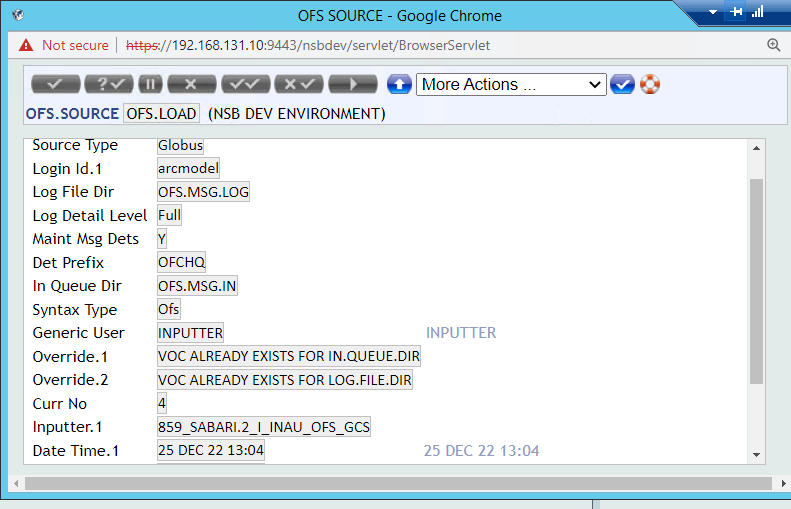 OFS SOURCE - Google Chrome
Not secure | https://192.168.131.10:9443/nsbdev/servlet/BrowserServlet
More Actions ...
OFS.SOURCE OFS.LOAD (NSB DEV ENVIRONMENT)
Source Type Globus
Login Id.1 arcmodel
Log File Dir OFS.MSG.LOG
Log Detail Level Full
Maint Msg Dets Y
Det Prefix OFCHQ
In Queue Dir OFS.MSG.IN
Syntax Type Ofs
Generic User INPUTTER INPUTTER
Override.1 VOC ALREADY EXISTS FOR IN.QUEUE.DIR
Override.2 VOC ALREADY EXISTS FOR LOG.FILE.DIR
Curr No 4
Inputter.1 859_SABARI.2_I_INAU_OFS_GCS
Date Time.1 25 DEC 22 13:04 25 DEC 22 13:04